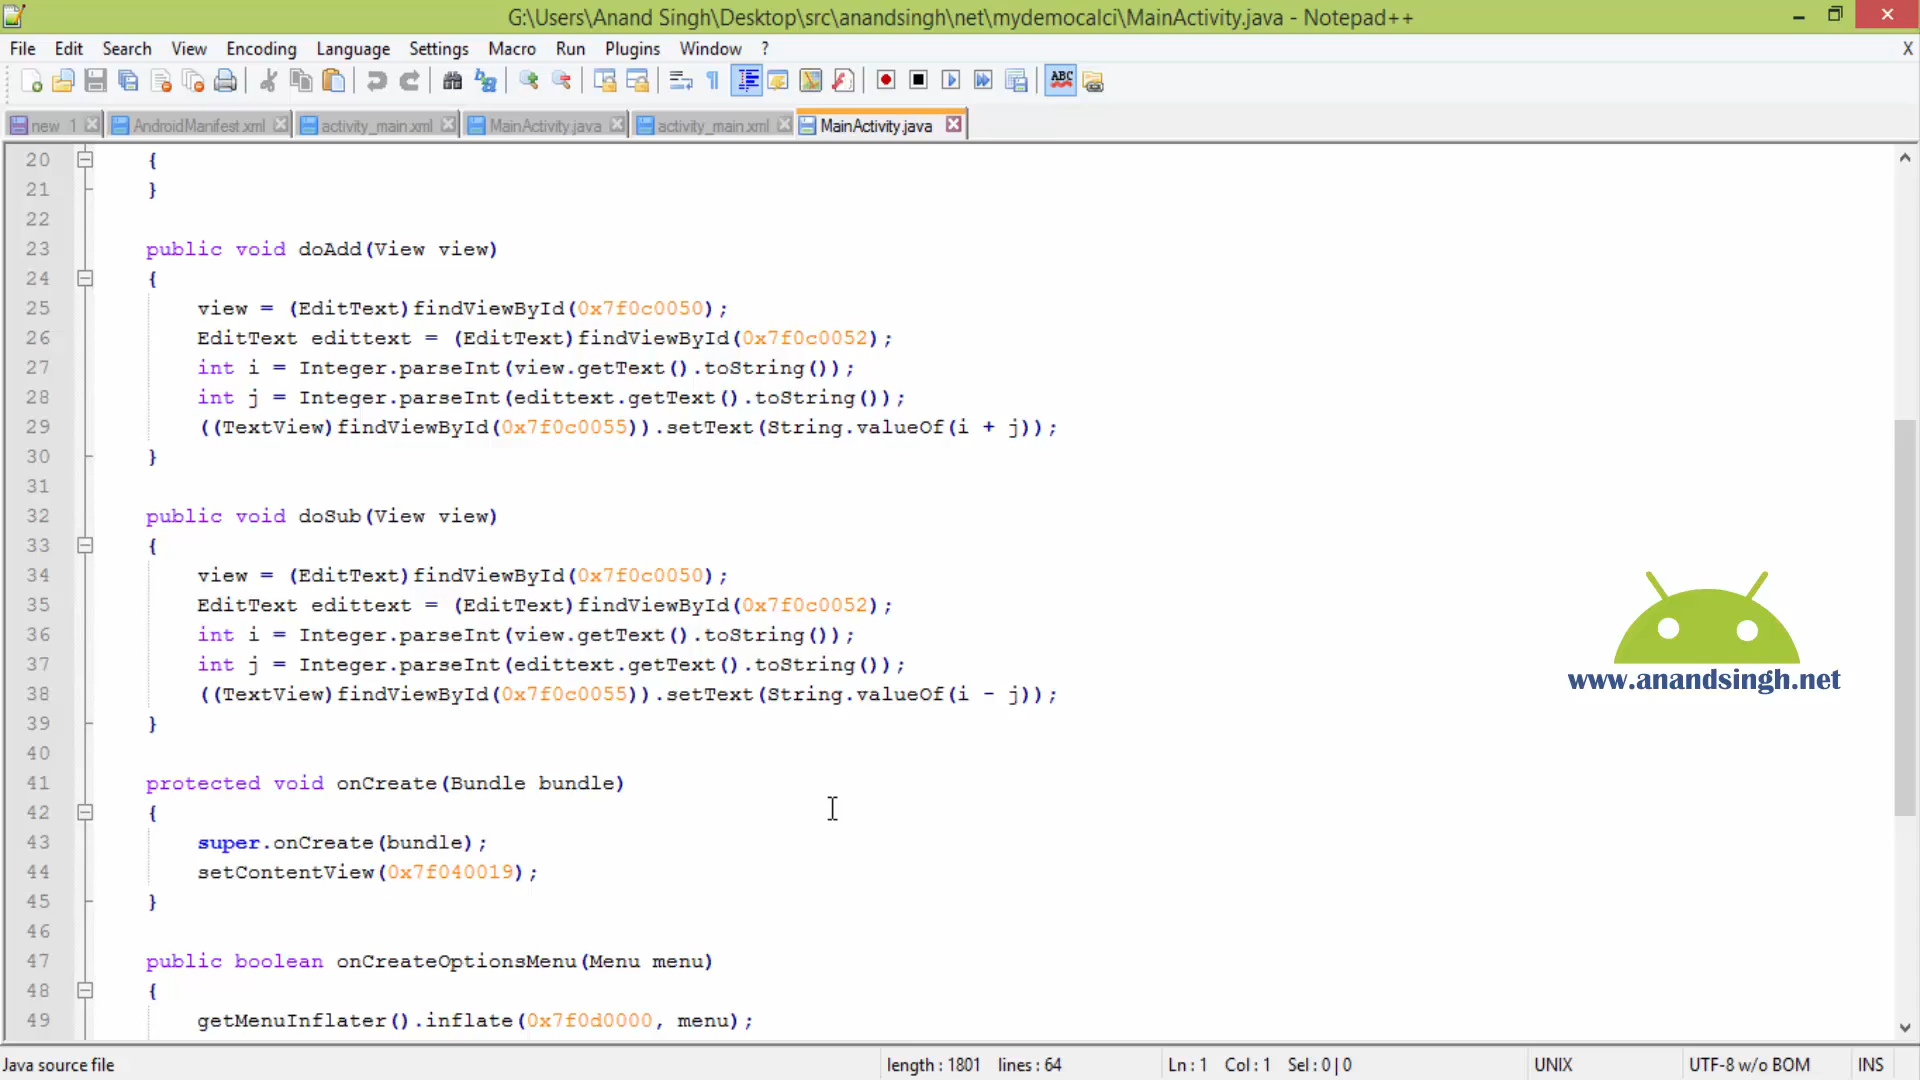 G:\Users\Anand Singh\Desktop\src\anandsingh\net\mydemocalci\MainActivity.java - Notepad++
File Edit Search View Encoding Language Settings Macro Run Plugins Window ? X
ABC
new 1 AndroidManifest.xml activity_main.xml MainActivity.java activity_main.xml MainActivity.java
20 {
21 }
22
23 public void doAdd(View view)
24 {
25 view = (EditText)findViewById(0x7f0c0050);
26 EditText edittext = (EditText)findViewById(0x7f0c0052);
27 int i = Integer.parseInt(view.getText().toString());
28 int j = Integer.parseInt(edittext.getText().toString());
29 ((TextView)findViewById(0x7f0c0055)).setText(String.valueOf(i + j));
30 }
31
32 public void doSub(View view)
33 {
34 view = (EditText)findViewById(0x7f0c0050);
35 EditText edittext = (EditText)findViewById(0x7f0c0052);
36 int i = Integer.parseInt(view.getText().toString());
37 int j = Integer.parseInt(edittext.getText().toString());
38 ((TextView)findViewById(0x7f0c0055)).setText(String.valueOf(i - j));
39 }
40
41 protected void onCreate(Bundle bundle)
42 {
43 super.onCreate(bundle);
44 setContentView(0x7f040019);
45 }
46
47 public boolean onCreateOptionsMenu(Menu menu)
48 {
49 getMenuInflater().inflate(0x7f0d0000, menu);
www.anandsingh.net
Java source file length : 1801 lines : 64 Ln : 1 Col : 1 Sel : 0 | 0 UNIX UTF-8 w/o BOM INS